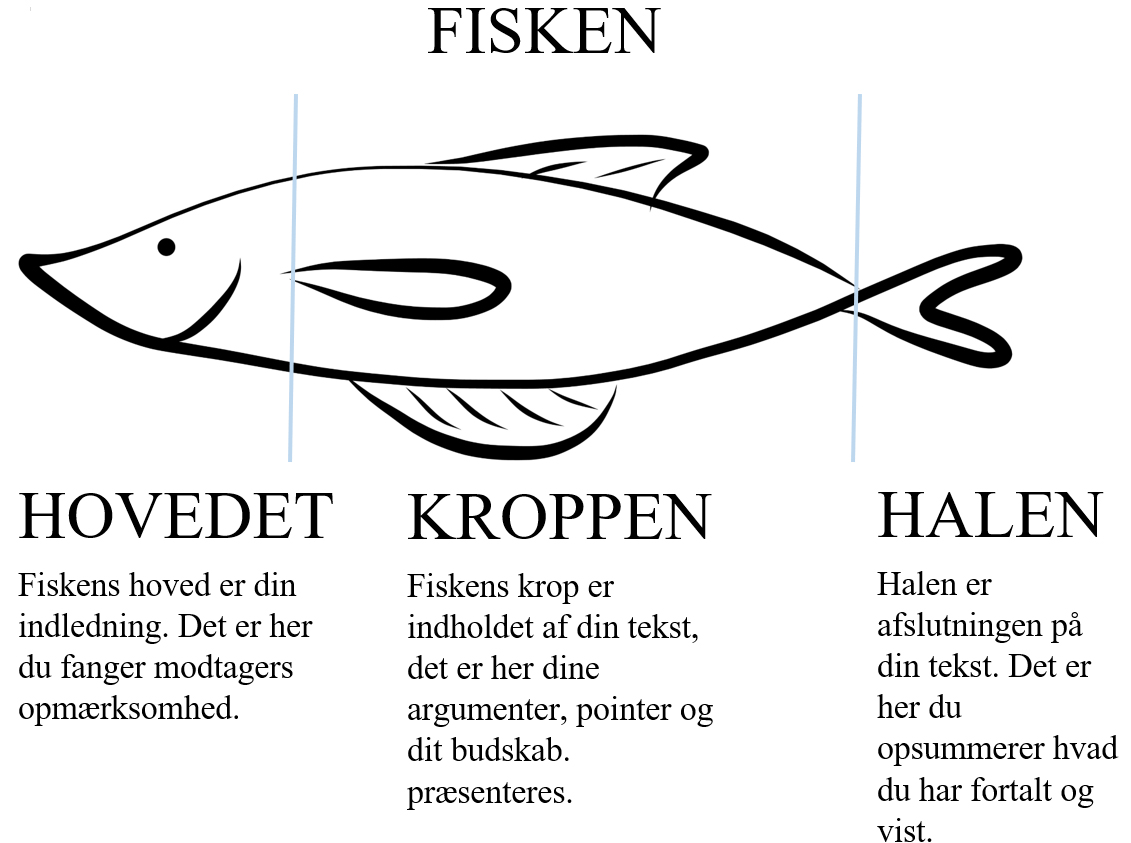 FISKEN
HOVEDET
Fiskens hoved er din
indledning. Det er her
du fanger modtagers
opmærksomhed.
KROPPEN
Fiskens krop er
indholdet af din tekst,
det er her dine
argumenter, pointer og
dit budskab.
præsenteres.
HALEN
Halen er
afslutningen på
din tekst. Det er
her du
opsummerer hvad
du har fortalt og
vist.